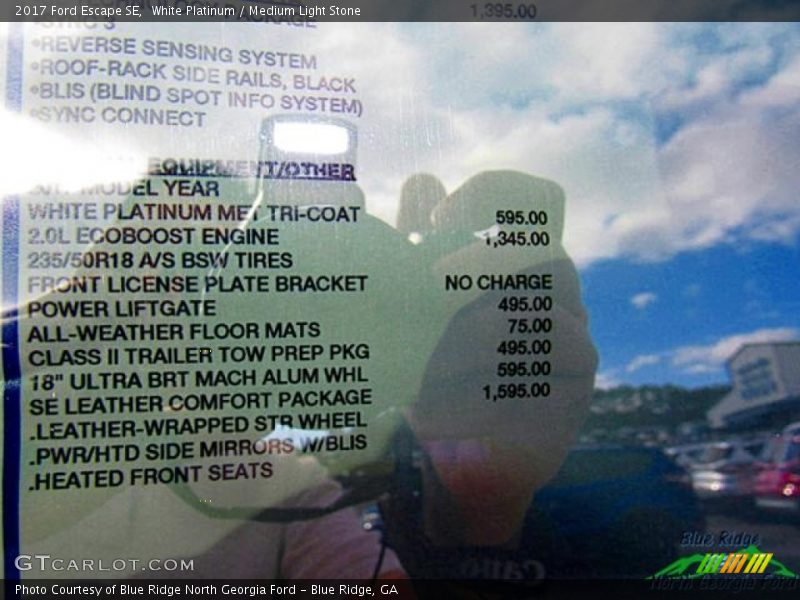 2017 Ford Escape SE, White Platinum / Medium Light Stone
PACKAGE 1,395.00
•SYNC 3
•REVERSE SENSING SYSTEM
•ROOF-RACK SIDE RAILS, BLACK
•BLIS (BLIND SPOT INFO SYSTEM)
•SYNC CONNECT
EQUIPMENT/OTHER
MODEL YEAR
WHITE PLATINUM MET TRI-COAT 595.00
2.0L ECOBOOST ENGINE 1,345.00
235/50R18 A/S BSW TIRES
FRONT LICENSE PLATE BRACKET NO CHARGE
POWER LIFTGATE 495.00
ALL-WEATHER FLOOR MATS 75.00
CLASS II TRAILER TOW PREP PKG 495.00
18" ULTRA BRT MACH ALUM WHL 595.00
SE LEATHER COMFORT PACKAGE 1,595.00
.LEATHER-WRAPPED STR WHEEL
.PWR/HTD SIDE MIRRORS W/BLIS
.HEATED FRONT SEATS
GTCARLOT.COM
Blue Ridge
North Georgia Ford
Photo Courtesy of Blue Ridge North Georgia Ford - Blue Ridge, GA